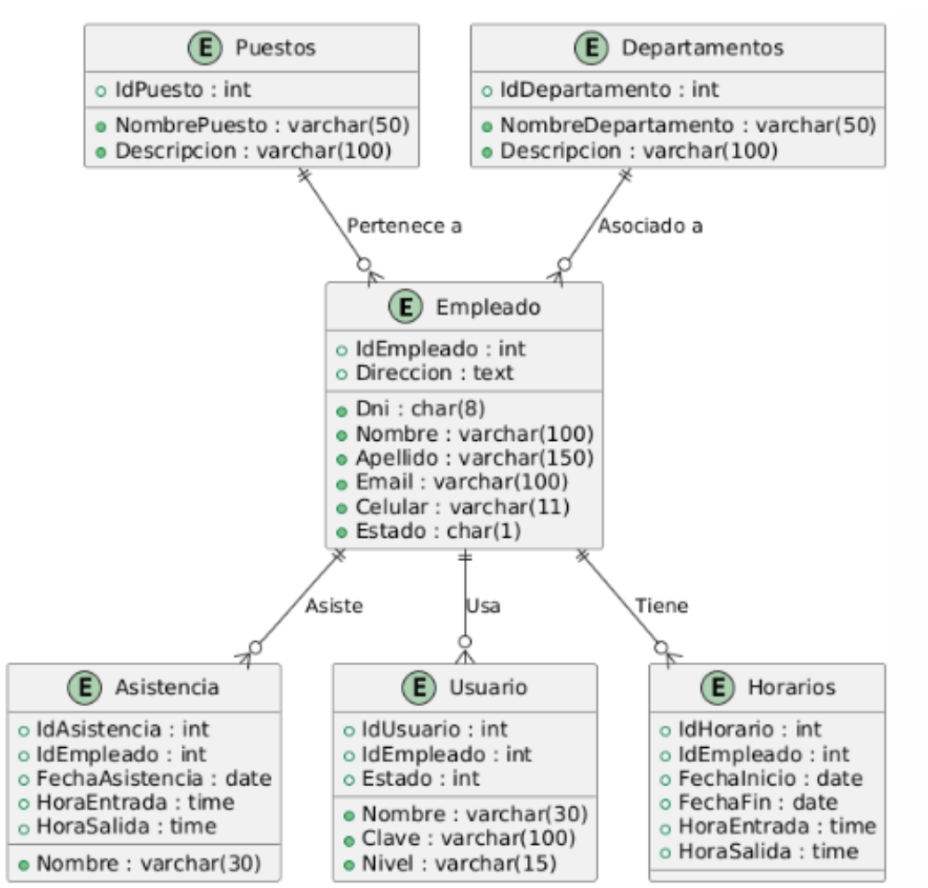 E Puestos
IdPuesto : int
NombrePuesto : varchar(50)
Descripcion : varchar(100)
E Departamentos
IdDepartamento : int
NombreDepartamento : varchar(50)
Descripcion : varchar(100)
Pertenece a
Asociado a
E Empleado
IdEmpleado : int
Direccion : text
Dni : char(8)
Nombre : varchar(100)
Apellido : varchar(150)
Email : varchar(100)
Celular : varchar(11)
Estado : char(1)
Asiste
Usa
Tiene
E Asistencia
IdAsistencia : int
IdEmpleado : int
FechaAsistencia : date
HoraEntrada : time
HoraSalida : time
Nombre : varchar(30)
E Usuario
IdUsuario : int
IdEmpleado : int
Estado : int
Nombre : varchar(30)
Clave : varchar(100)
Nivel : varchar(15)
E Horarios
IdHorario : int
IdEmpleado : int
FechaInicio : date
FechaFin : date
HoraEntrada : time
HoraSalida : time